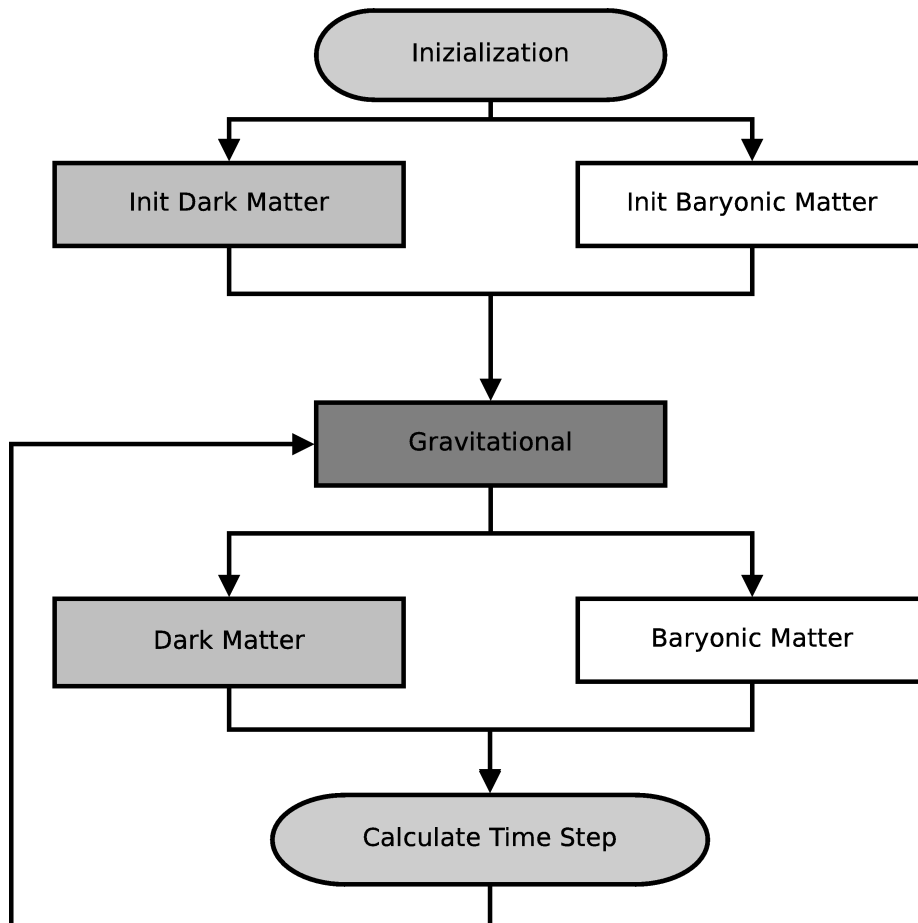 Inizialization
Init Dark Matter
Init Baryonic Matter
Gravitational
Dark Matter
Baryonic Matter
Calculate Time Step